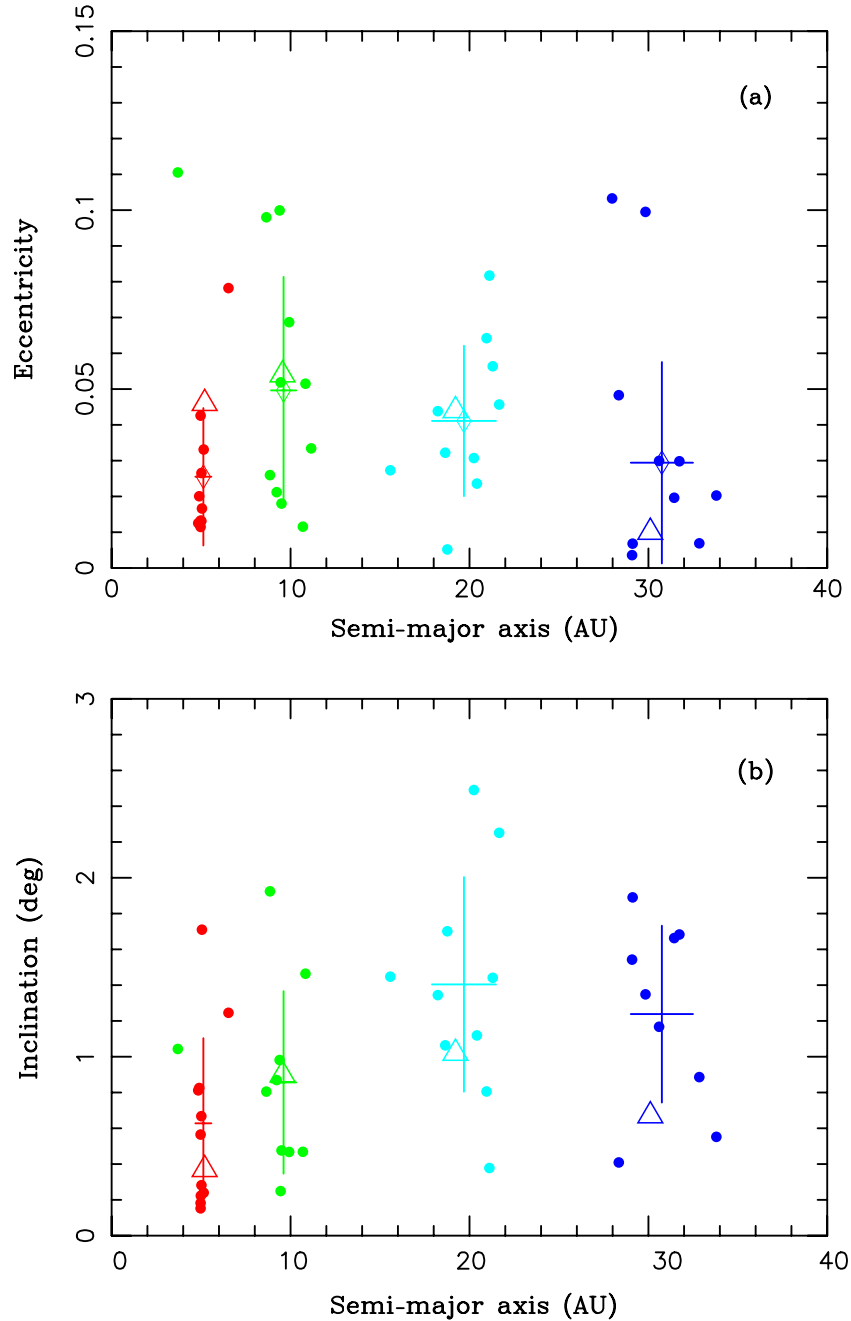 0.15
(a)
0.1
Eccentricity
0.05
0
0 10 20 30 40
Semi-major axis (AU)
3
(b)
2
Inclination (deg)
1
0
0 10 20 30 40
Semi-major axis (AU)